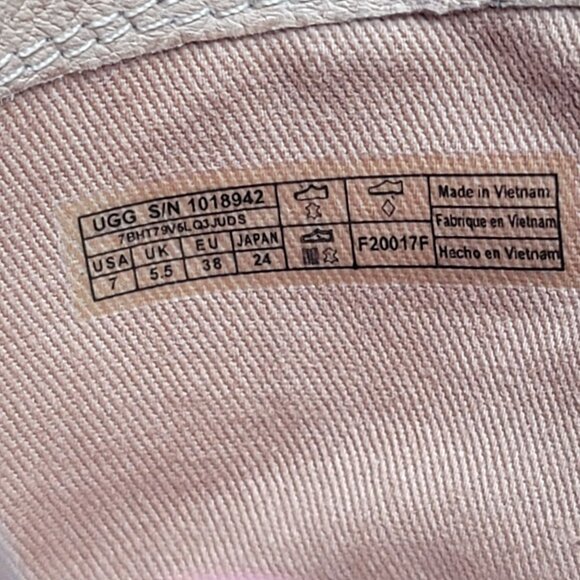 UGG S/N 1018942
7BHT79V5LQ3JUDS
USA UK EU JAPAN
7 5.5 38 24
F20017F
Made in Vietnam
Fabrique en Vietnam
Hecho en Vietnam